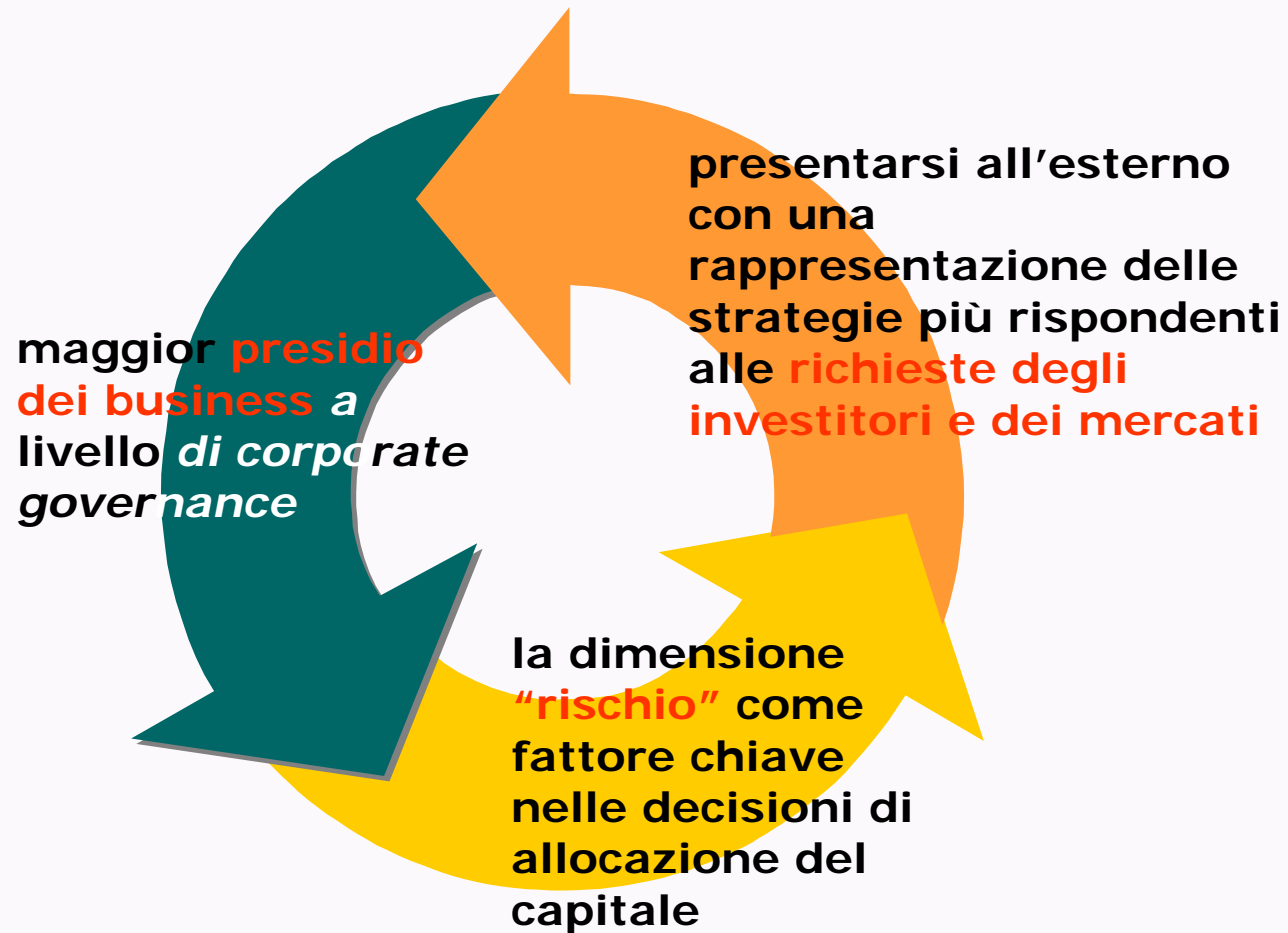 presentarsi all’esterno
con una
rappresentazione delle
strategie più rispondenti
alle richieste degli
investitori e dei mercati
maggior presidio
dei business a
livello di corporate
governance
la dimensione
“rischio” come
fattore chiave
nelle decisioni di
allocazione del
capitale